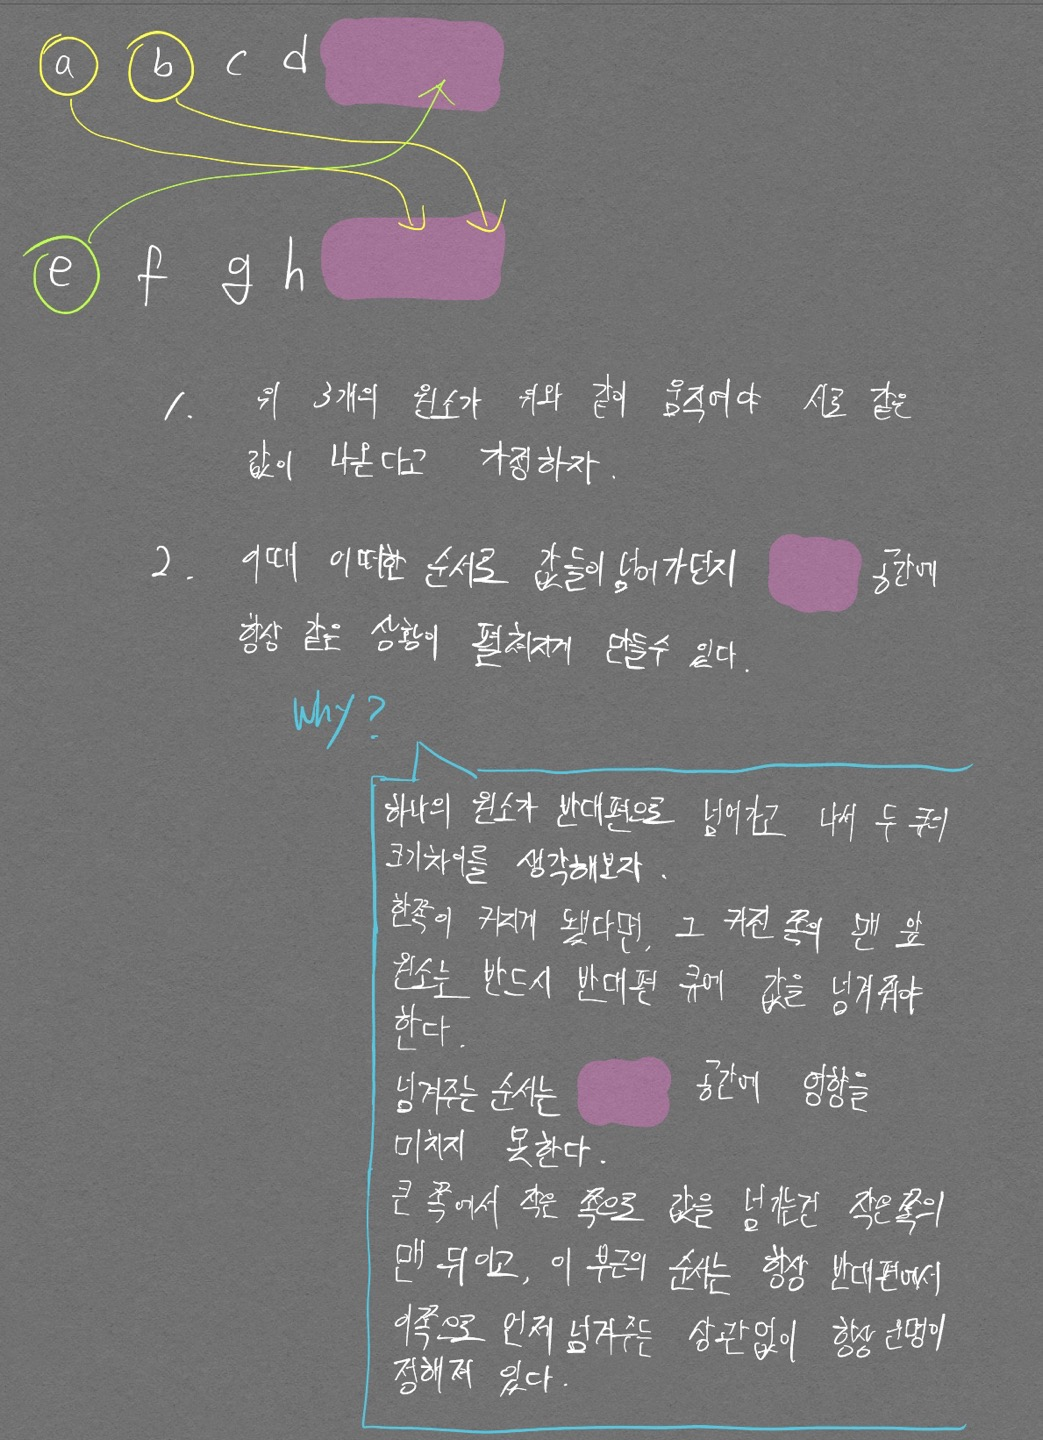 a b c d
e f g h
1. 위 3개의 원소가 위와 같이 움직여야 서로 같은
값이 나온다고 가정하자.
2. 이때 어떠한 순서로 값들이 넘어가던지 공간에
항상 같은 상황이 펼쳐지게 만들수 있다.
Why?
하나의 원소가 반대편으로 넘어가고 나서 두 큐의
크기차이를 생각해보자.
한쪽이 커지게 됐다면, 그 커진 쪽의 맨 앞
원소는 반드시 반대편 큐에 값을 넘겨줘야
한다.
넘겨주는 순서는 공간에 영향을
미치지 못한다.
큰 쪽에서 작은 쪽으로 값을 넘기는건 작은쪽의
맨 뒤이고, 이 부근의 순서는 항상 반대편에서
이쪽으로 언제 넘겨주든 상관없이 항상 운명이
정해져 있다.